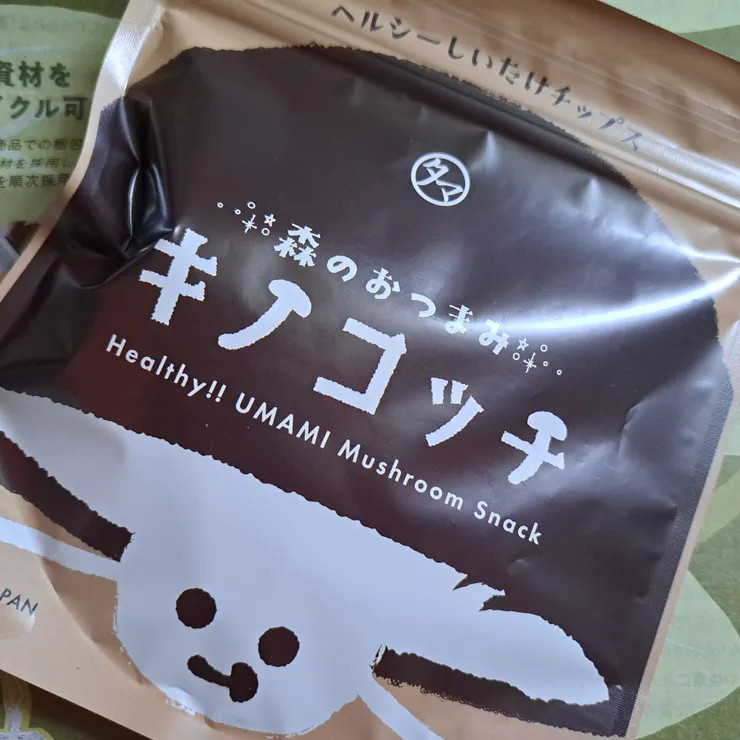 ヘルシーしいたけチップス
タマ
森のおつまみ
キノコッチ
Healthy!! UMAMI Mushroom Snack
PAN
資材を
イクル可